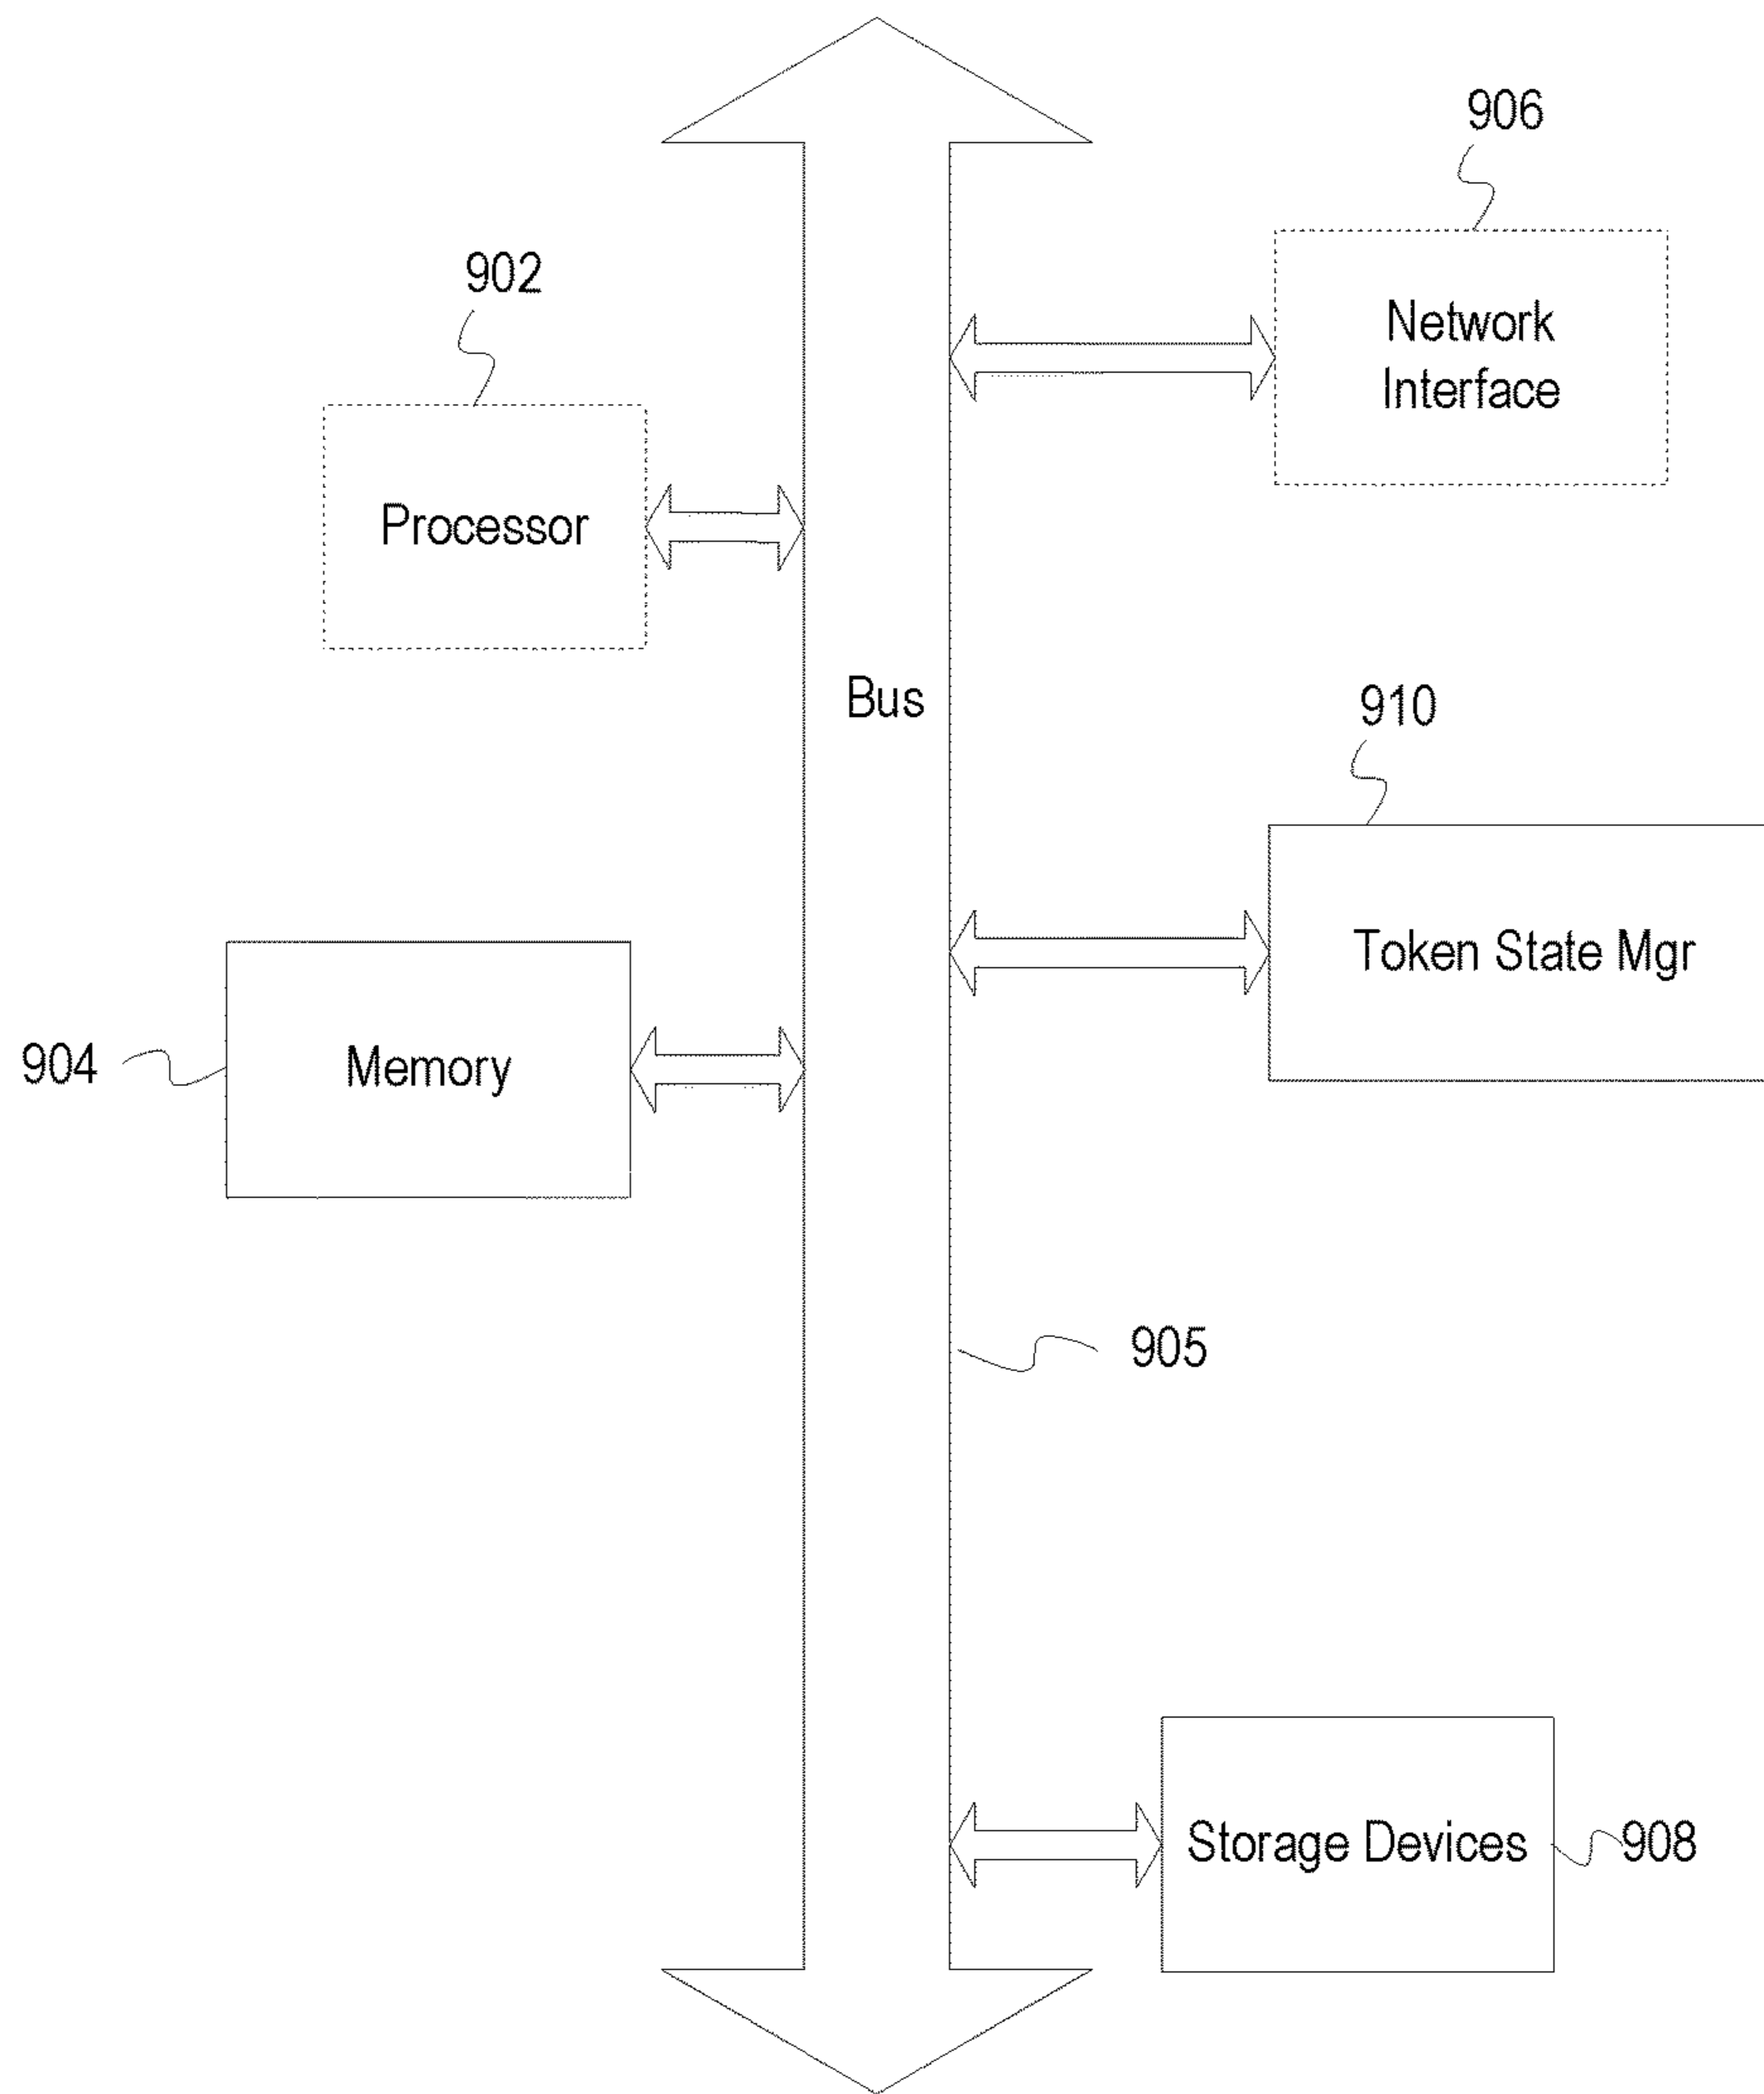 906
902
Network
Interface
Processor
Bus
910
Token State Mgr
904
Memory
905
Storage Devices
908